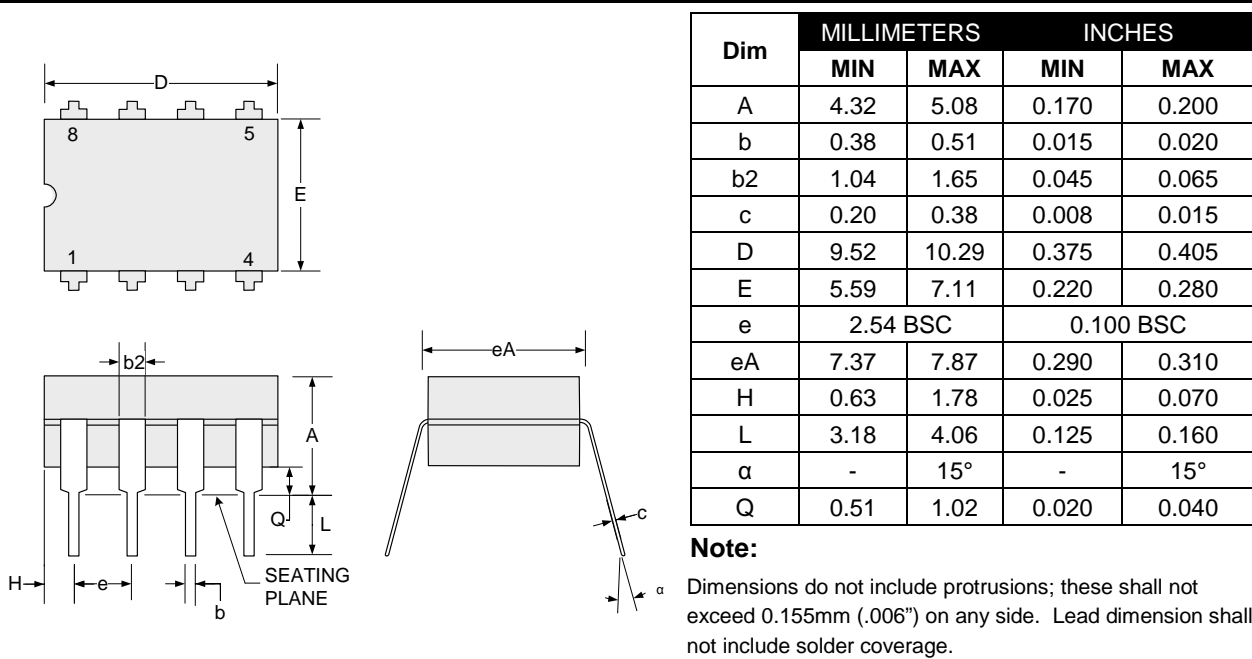 D
8 5
E
1 4
b2
A
Q
L
H
e
b
SEATING
PLANE
eA
c
α
Dim MILLIMETERS INCHES
MIN MAX MIN MAX
A 4.32 5.08 0.170 0.200
b 0.38 0.51 0.015 0.020
b2 1.04 1.65 0.045 0.065
c 0.20 0.38 0.008 0.015
D 9.52 10.29 0.375 0.405
E 5.59 7.11 0.220 0.280
e 2.54 BSC 0.100 BSC
eA 7.37 7.87 0.290 0.310
H 0.63 1.78 0.025 0.070
L 3.18 4.06 0.125 0.160
α - 15° - 15°
Q 0.51 1.02 0.020 0.040
Note:
Dimensions do not include protrusions; these shall not
exceed 0.155mm (.006”) on any side. Lead dimension shall
not include solder coverage.